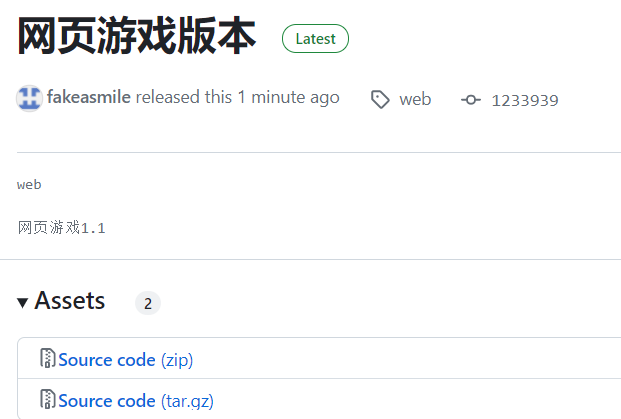 网页游戏版本 Latest
fakeasmile released this 1 minute ago web 1233939
web
网页游戏1.1
Assets 2
Source code (zip)
Source code (tar.gz)